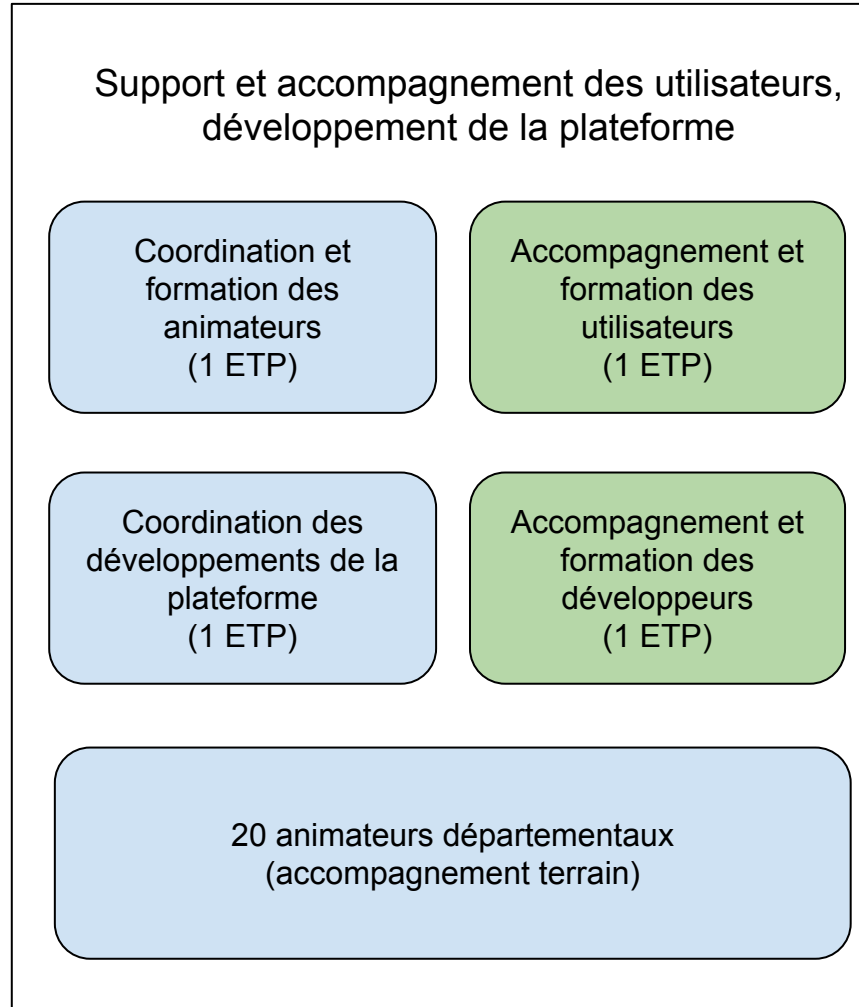 Support et accompagnement des utilisateurs,
développement de la plateforme
Coordination et
formation des
animateurs
(1 ETP)
Accompagnement et
formation des
utilisateurs
(1 ETP)
Coordination des
développements de la
plateforme
(1 ETP)
Accompagnement et
formation des
développeurs
(1 ETP)
20 animateurs départementaux
(accompagnement terrain)